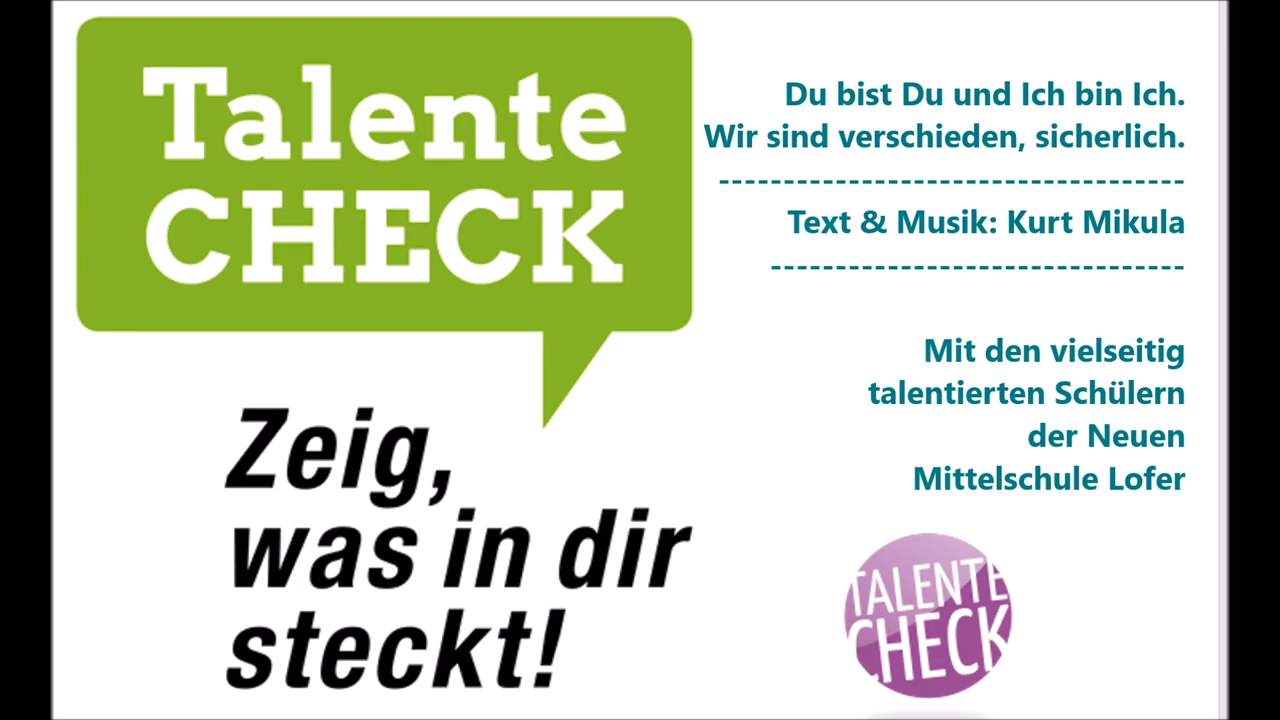 Talente
CHECK
Zeig,
was in dir
steckt!
Du bist Du und Ich bin Ich.
Wir sind verschieden, sicherlich.
------------------------------------
Text & Musik: Kurt Mikula
--------------------------------
Mit den vielseitig
talentierten Schülern
der Neuen
Mittelschule Lofer
TALENTE
CHECK